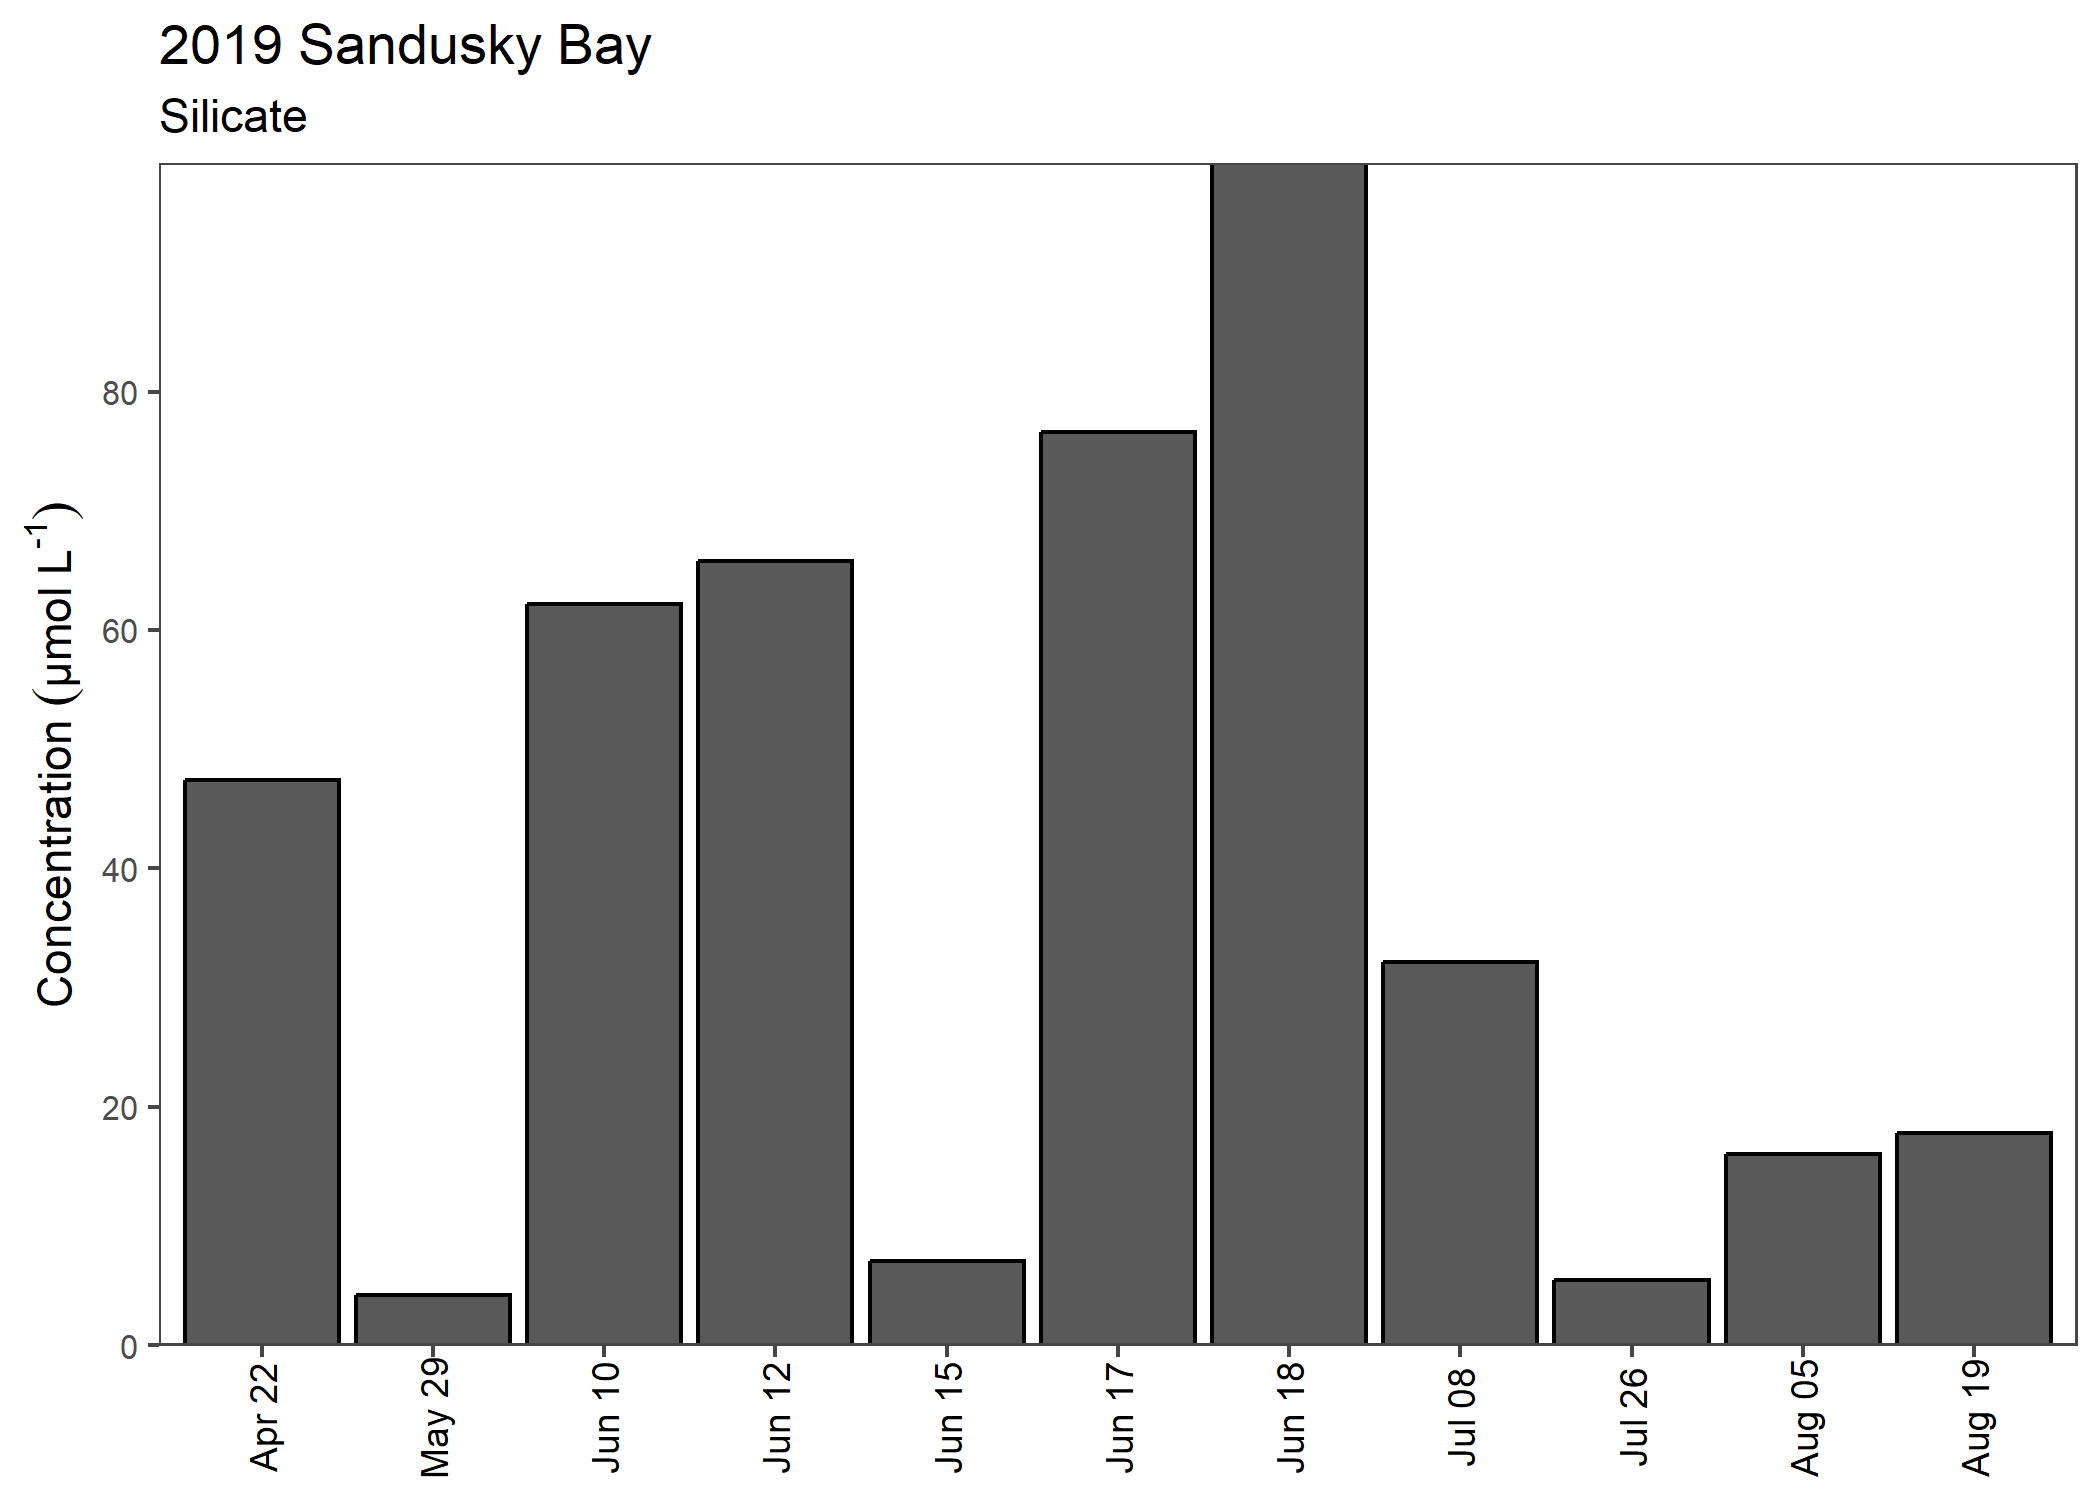 2019 Sandusky Bay
Silicate
Concentration (μmol L⁻¹)
80
60
40
20
0
Apr 22
May 29
Jun 10
Jun 12
Jun 15
Jun 17
Jun 18
Jul 08
Jul 26
Aug 05
Aug 19